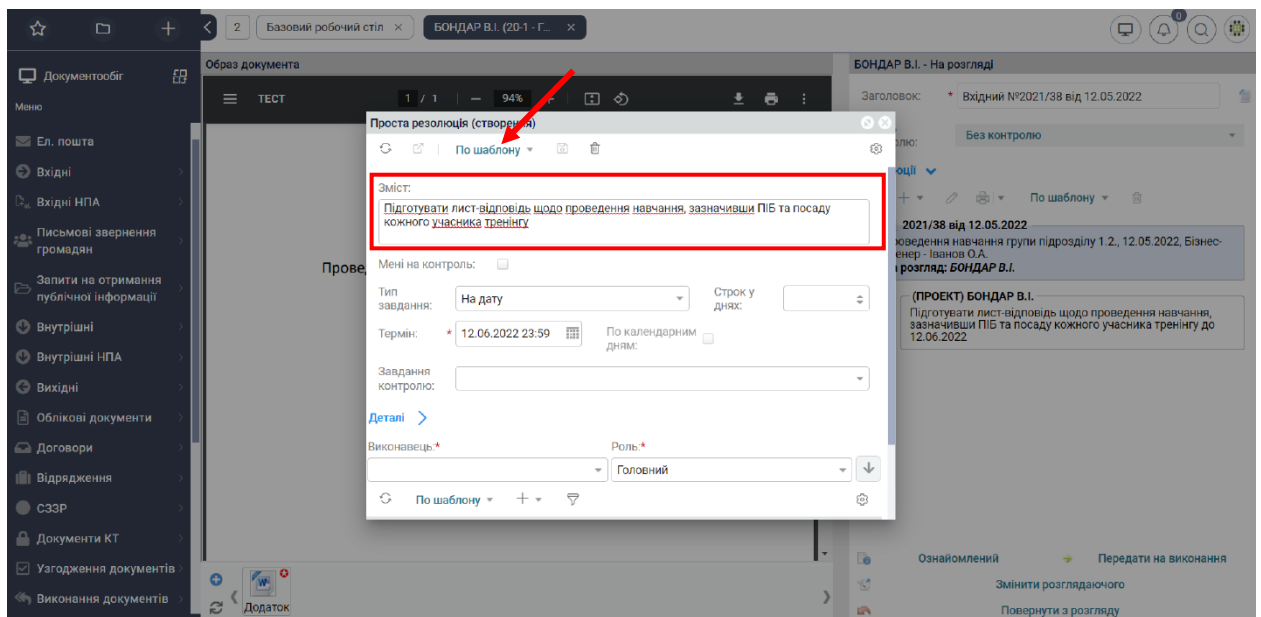 2
Базовий робочий стіл ×
БОНДАР В.І. (20-1 - Г... ×
0
Документообіг
Меню
Ел. пошта
Вхідні
Вхідні НПА
Письмові звернення
громадян
Запити на отримання
публічної інформації
Внутрішні
Внутрішні НПА
Вихідні
Облікові документи
Договори
Відрядження
СЗЗР
Документи КТ
Узгодження документів
Виконання документів
Образ документа
ТЕСТ
1 / 1
94%
Прове
Додаток
Проста резолюція (створення)
По шаблону
Зміст:
Підготувати лист-відповідь щодо проведення навчання, зазначивши ПІБ та посаду
кожного учасника тренінгу
Мені на контроль:
Тип
завдання:
На дату
Строк у
днях:
Термін: *
12.06.2022 23:59
По календарним
дням:
Завдання
контролю:
Деталі
Виконавець:*
Роль:*
Головний
По шаблону
БОНДАР В.І. - На розгляді
Заголовок: * Вхідний №2021/38 від 12.05.2022
лю:
Без контролю
оції
По шаблону
2021/38 від 12.05.2022
роведення навчання групи підрозділу 1.2., 12.05.2022, Бізнес-
енер - Іванов О.А.
розгляд: БОНДАР В.І.
(ПРОЕКТ) БОНДАР В.І.
Підготувати лист-відповідь щодо проведення навчання,
зазначивши ПІБ та посаду кожного учасника тренінгу до
12.06.2022
Ознайомлений
Передати на виконання
Змінити розглядаючого
Повернути з розгляду